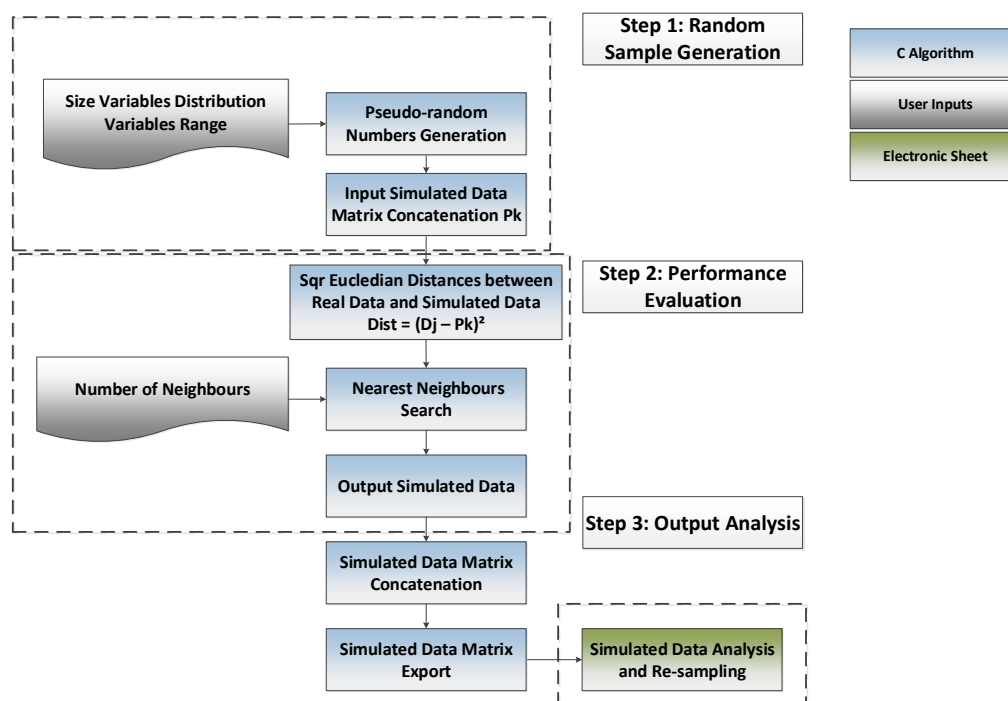 Step 1: Random
Sample Generation
C Algorithm
User Inputs
Electronic Sheet
Size Variables Distribution
Variables Range
Pseudo-random
Numbers Generation
Input Simulated Data
Matrix Concatenation Pk
Step 2: Performance
Evaluation
Sqr Eucledian Distances between
Real Data and Simulated Data
Dist = (Dj – Pk)²
Number of Neighbours
Nearest Neighbours
Search
Output Simulated Data
Step 3: Output Analysis
Simulated Data Matrix
Concatenation
Simulated Data Matrix
Export
Simulated Data Analysis
and Re-sampling